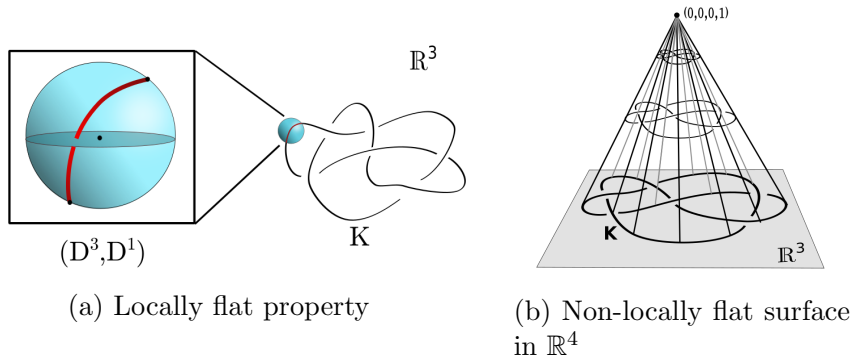 ℝ³
K
(D³,D¹)
(a) Locally flat property
(0,0,0,1)
K
ℝ³
(b) Non-locally flat surface
in ℝ⁴